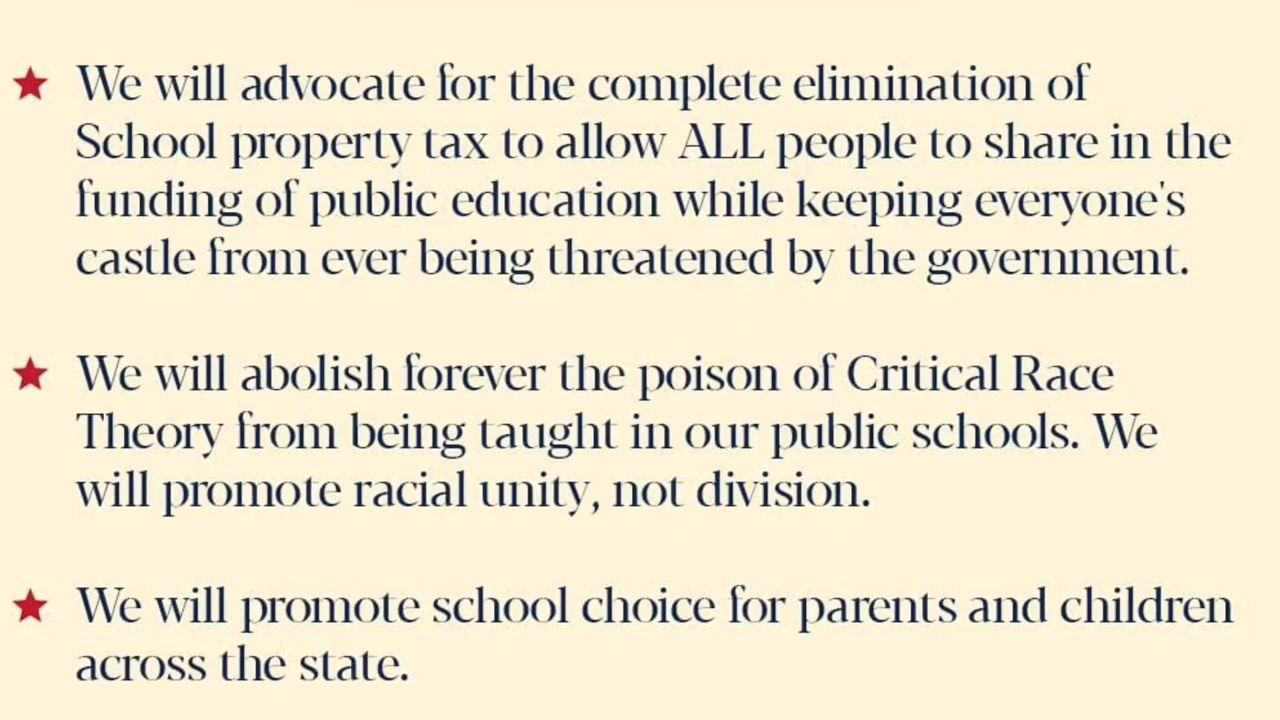 We will advocate for the complete elimination of
School property tax to allow ALL people to share in the
funding of public education while keeping everyone's
castle from ever being threatened by the government.
We will abolish forever the poison of Critical Race
Theory from being taught in our public schools. We
will promote racial unity, not division.
We will promote school choice for parents and children
across the state.